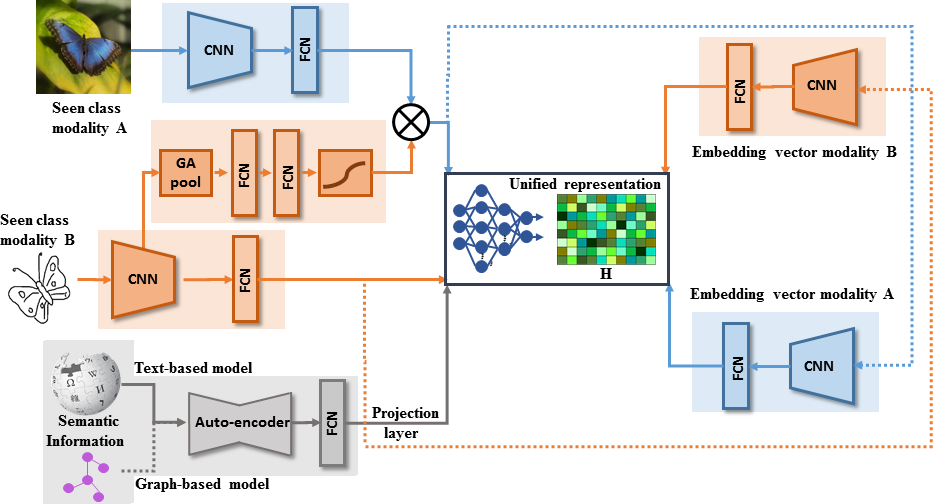 CNN
FCN
Seen class
modality A
GA
pool
FCN
FCN
Seen class
modality B
CNN
FCN
FCN
CNN
Embedding vector modality B
Unified representation
H
Embedding vector modality A
FCN
CNN
Text-based model
Ω
W
И
Semantic
Information
Auto-encoder
FCN
Projection
layer
Graph-based model